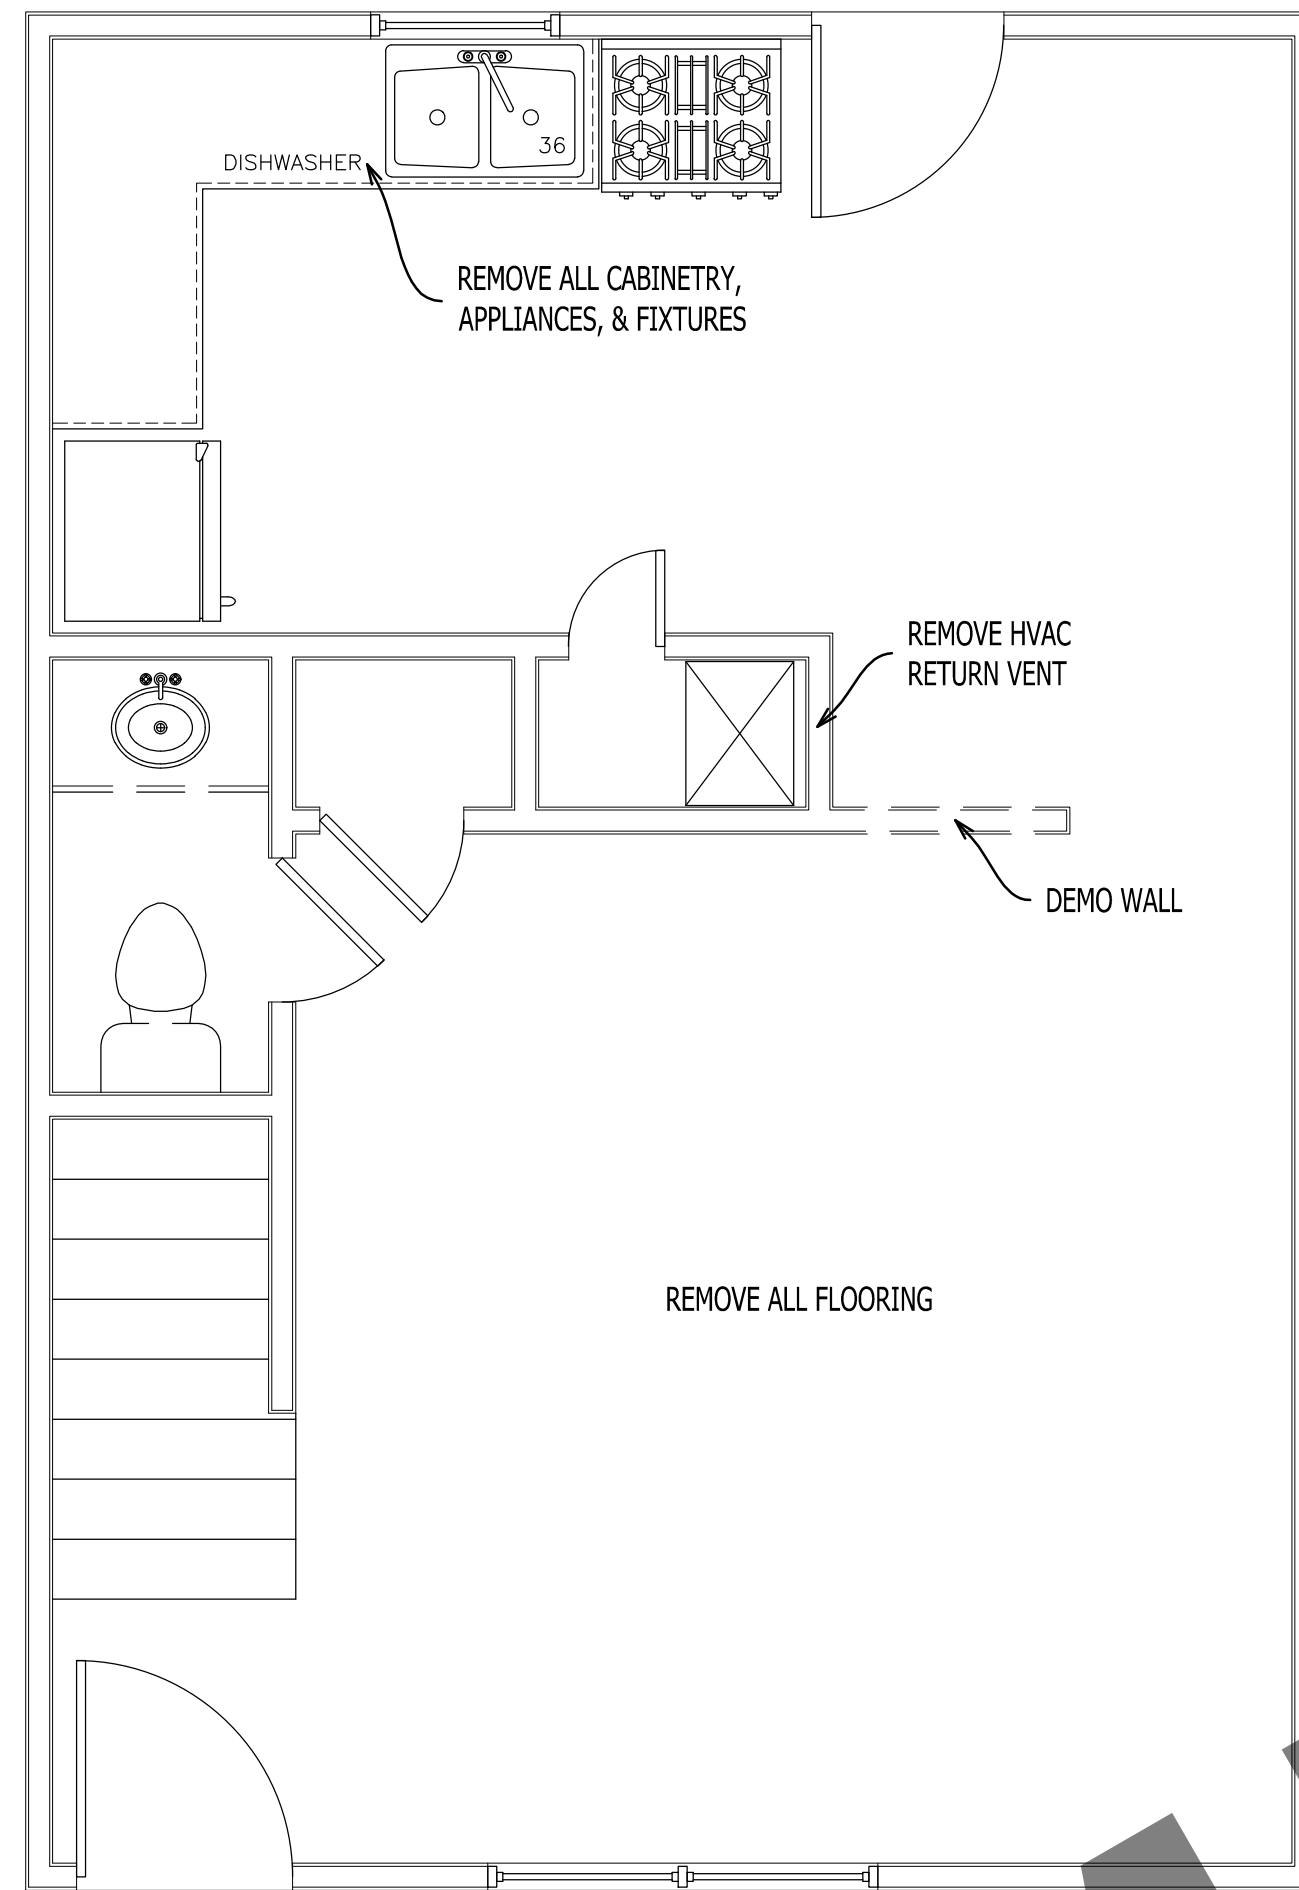 36
DISHWASHER
REMOVE ALL CABINETRY,
APPLIANCES, & FIXTURES
REMOVE HVAC
RETURN VENT
DEMO WALL
REMOVE ALL FLOORING